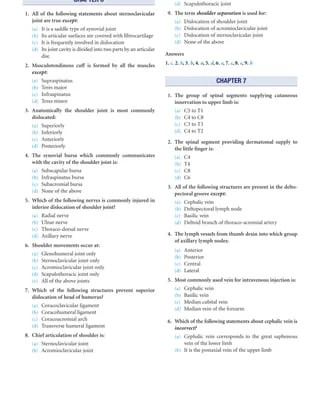 1. All of the following statements about sternoclavicular
joint are true except:
(a) It is a saddle type of synovial joint
(b) Its articular surfaces are covered with fibrocartilage
(c) It is frequently involved in dislocation
(d) Its joint cavity is divided into two parts by an articular
disc
2. Musculotendinous cuff is formed by all the muscles
except:
(a) Supraspinatus
(b) Teres major
(c) Infraspinatus
(d) Teres minor
3. Anatomically the shoulder joint is most commonly
dislocated:
(a) Superiorly
(b) Inferiorly
(c) Anteriorly
(d) Posteriorly
4. The synovial bursa which commonly communicates
with the cavity of the shoulder joint is:
(a) Subscapular bursa
(b) Infraspinatus bursa
(c) Subacromial bursa
(d) None of the above
5. Which of the following nerves is commonly injured in
inferior dislocation of shoulder joint?
(a) Radial nerve
(b) Ulnar nerve
(c) Thoraco-dorsal nerve
(d) Axillary nerve
6. Shoulder movements occur at:
(a) Glenohumeral joint only
(b) Sternoclavicular joint only
(c) Acromioclavicular joint only
(d) Scapulothoracic joint only
(e) All of the above joints
7. Which of the following structures prevent superior
dislocation of head of humerus?
(a) Coracoclavicular ligament
(b) Coracohumeral ligament
(c) Coracoacromial arch
(d) Transverse humeral ligament
8. Chief articulation of shoulder is:
(a) Sternoclavicular joint
(b) Acromioclavicular joint
(d) Scapulothoracic joint
9. The term shoulder separation is used for:
(a) Dislocation of shoulder joint
(b) Dislocation of acromioclavicular joint
(c) Dislocation of sternoclavicular joint
(d) None of the above
Answers
CHAPTER 7
1. The group of spinal segments supplying cutaneous
innervation to upper limb is:
(a) C5 to T1
(b) C4 to C8
(c) C3 to T3
(d) C4 to T2
2. The spinal segment providing dermatomal supply to
the little finger is:
(a) C4
(b) T4
(c) C8
(d) C6
3. All of the following structures are present in the delto-
pectoral groove except:
(a) Cephalic vein
(b) Deltopectoral lymph node
(c) Basilic vein
(d) Deltoid branch of thoraco-acromial artery
4. The lymph vessels from thumb drain into which group
of axillary lymph nodes:
(a) Anterior
(b) Posterior
(c) Central
(d) Lateral
5. Most commonly used vein for intravenous injection is:
(a) Cephalic vein
(b) Basilic vein
(c) Median cubital vein
(d) Median vein of the forearm
6. Which of the following statements about cephalic vein is
incorrect?
(a) Cephalic vein corresponds to the great saphenous
vein of the lower limb
(b) It is the postaxial vein of the upper limb